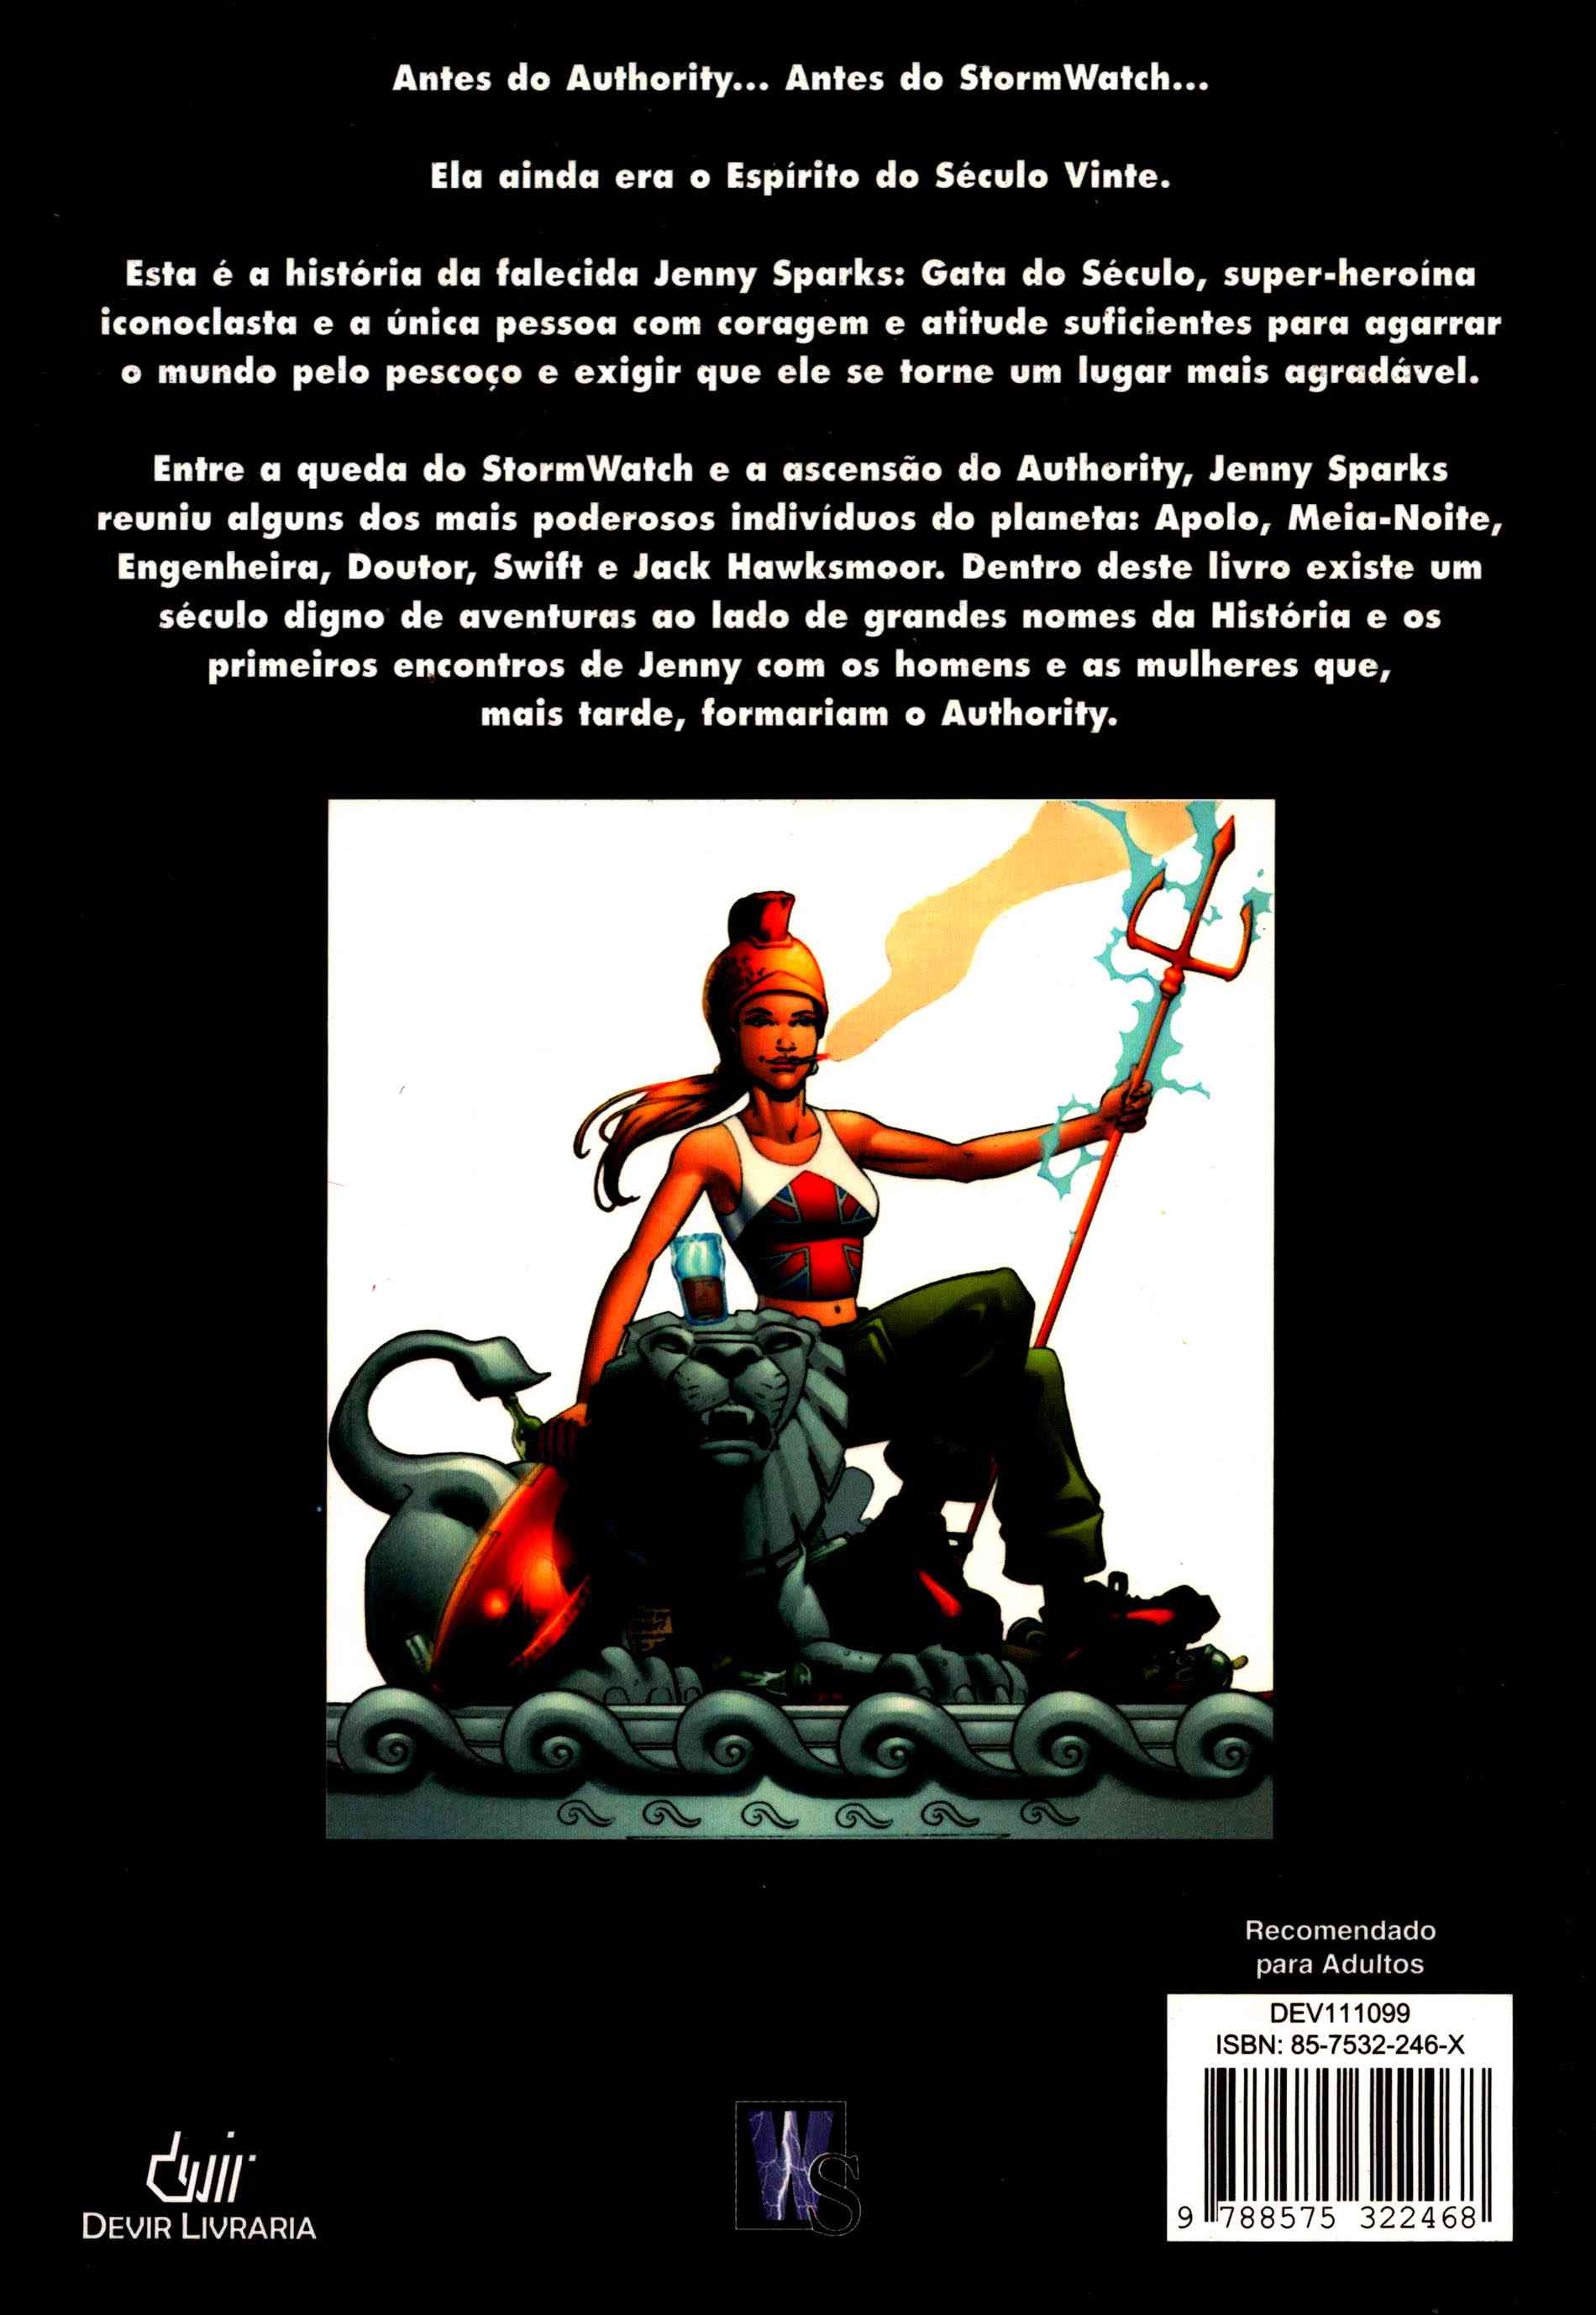 Antes do Authority... Antes do StormWatch...
Ela ainda era o Espírito do Século Vinte.
Esta é a história da falecida Jenny Sparks: Gata do Século, super-heroína
iconoclasta e a única pessoa com coragem e atitude suficientes para agarrar
o mundo pelo pescoço e exigir que ele se torne um lugar mais agradável.
Entre a queda do StormWatch e a ascensão do Authority, Jenny Sparks
reuniu alguns dos mais poderosos indivíduos do planeta: Apolo, Meia-Noite,
Engenheira, Doutor, Swift e Jack Hawksmoor. Dentro deste livro existe um
século digno de aventuras ao lado de grandes nomes da História e os
primeiros encontros de Jenny com os homens e as mulheres que,
mais tarde, formariam o Authority.
Recomendado
para Adultos
DEV111099
ISBN: 85-7532-246-X
9 788575 322468
devir
DEVIR LIVRARIA
WS